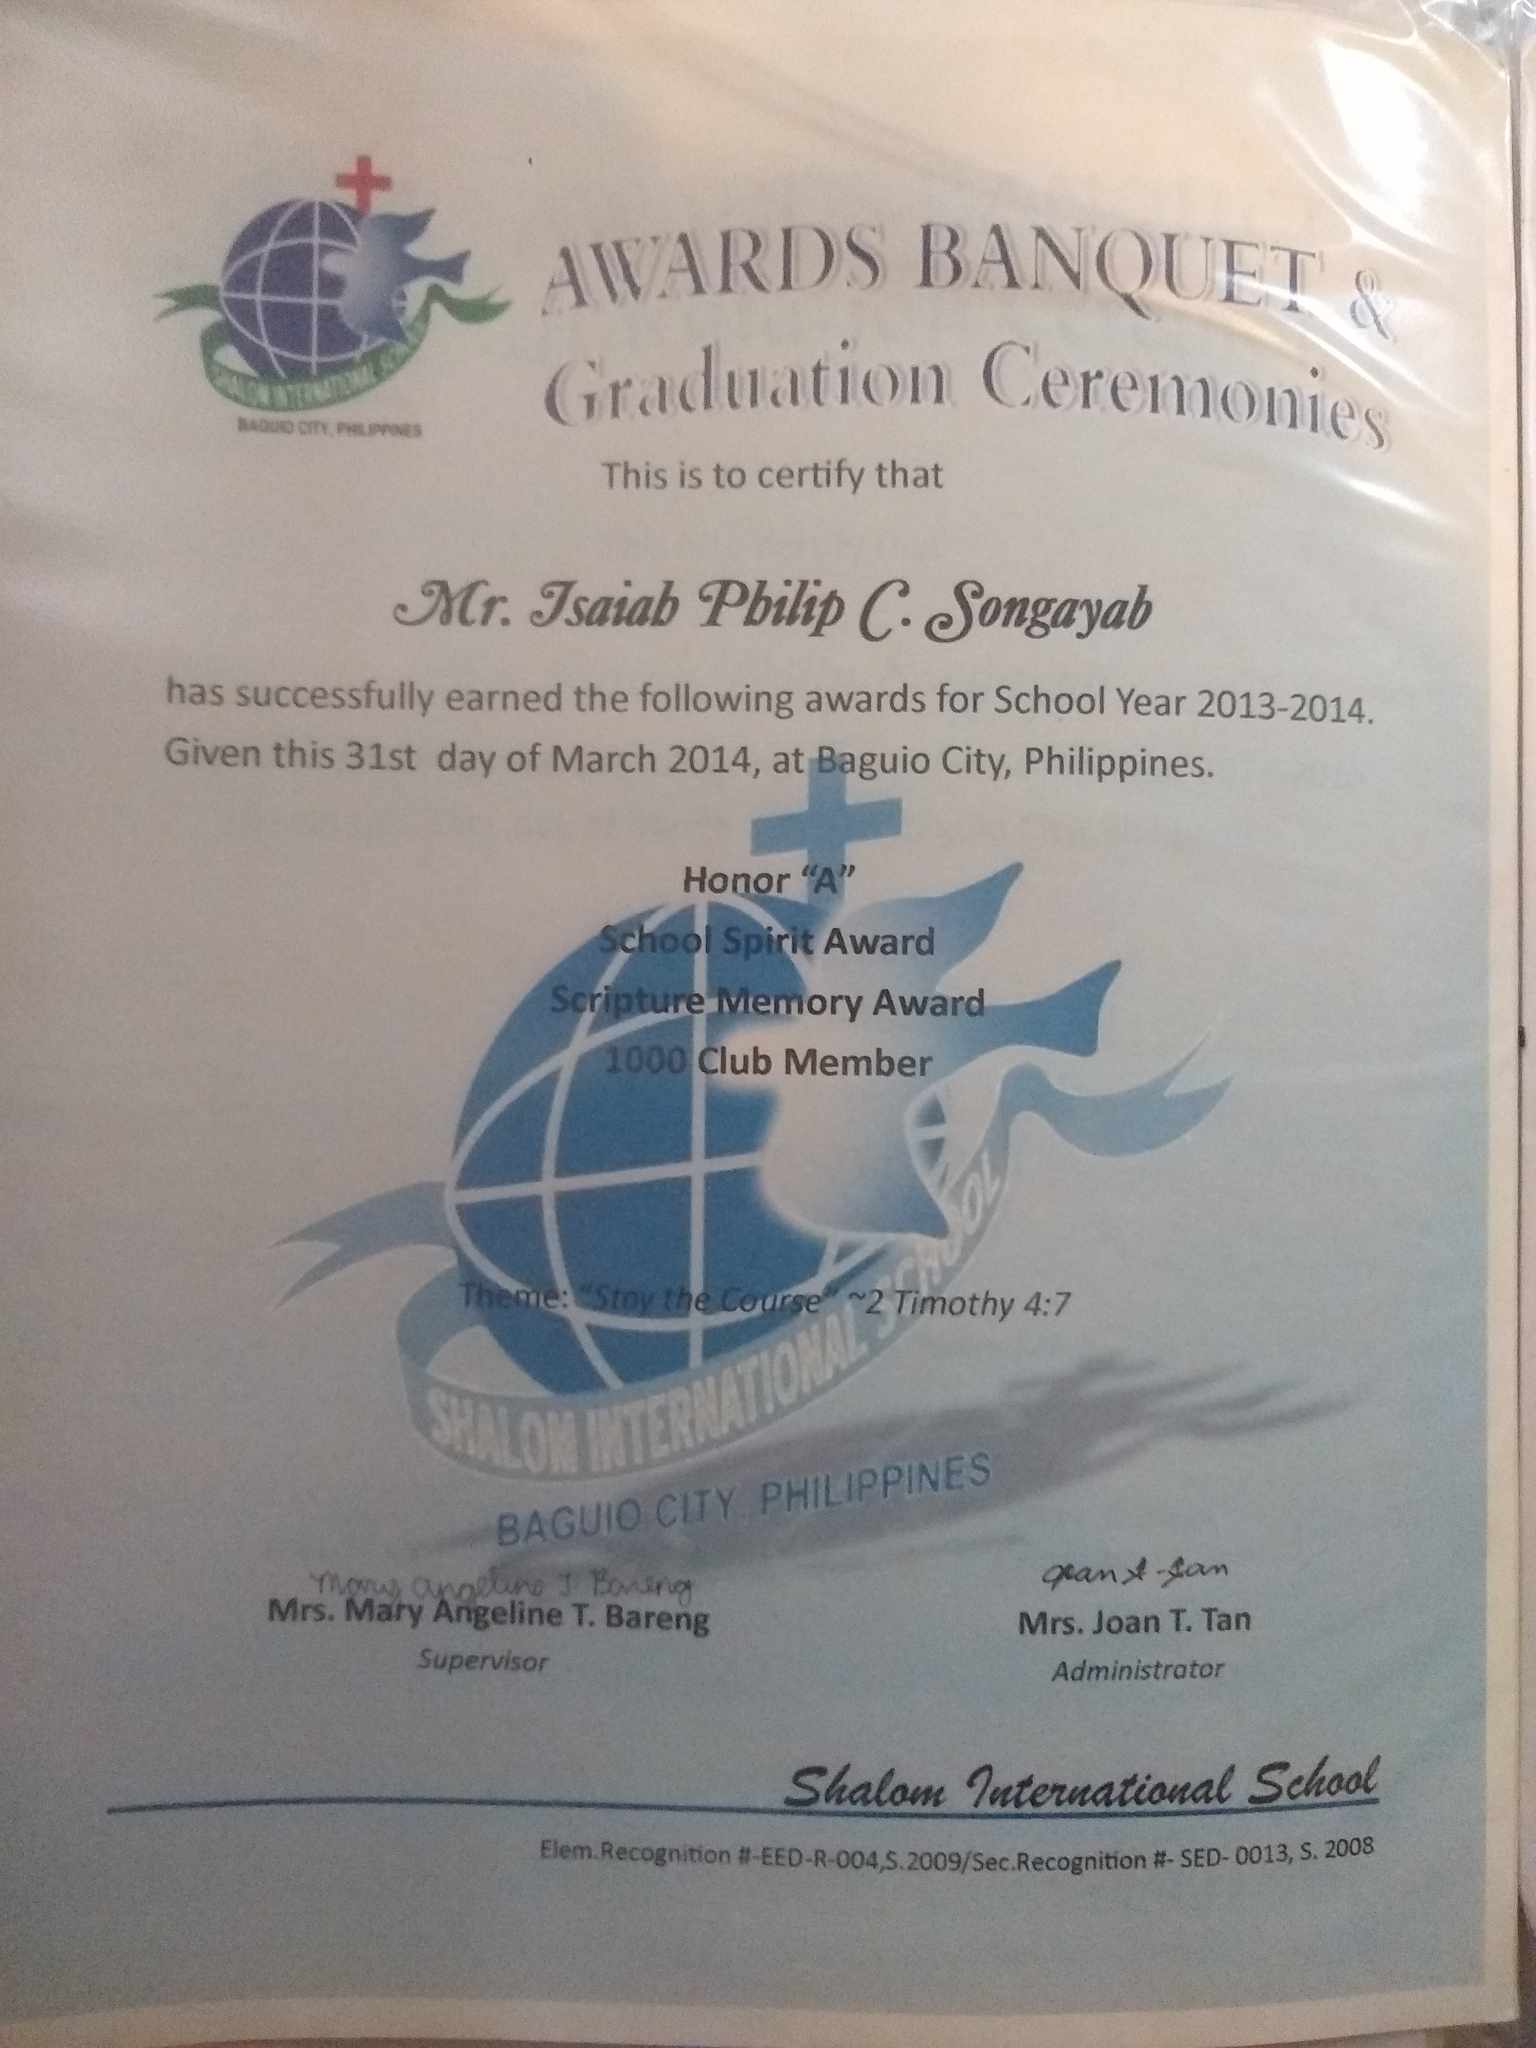 SHALOM INTERNATIONAL SCHOOL
BAGUIO CITY, PHILIPPINES
AWARDS BANQUET &
Graduation Ceremonies
This is to certify that
Mr. Isaiah Philip C. Songayab
has successfully earned the following awards for School Year 2013-2014.
Given this 31st day of March 2014, at Baguio City, Philippines.
Honor “A”
School Spirit Award
Scripture Memory Award
1000 Club Member
Theme: “Stay the Course” ~2 Timothy 4:7
SHALOM INTERNATIONAL SCHOOL
BAGUIO CITY, PHILIPPINES
Mary Angeline T Bareng
Joan T. Tan
Mrs. Mary Angeline T. Bareng
Mrs. Joan T. Tan
Supervisor
Administrator
Shalom International School
Elem.Recognition #-EED-R-004,S.2009/Sec.Recognition #- SED- 0013, S. 2008